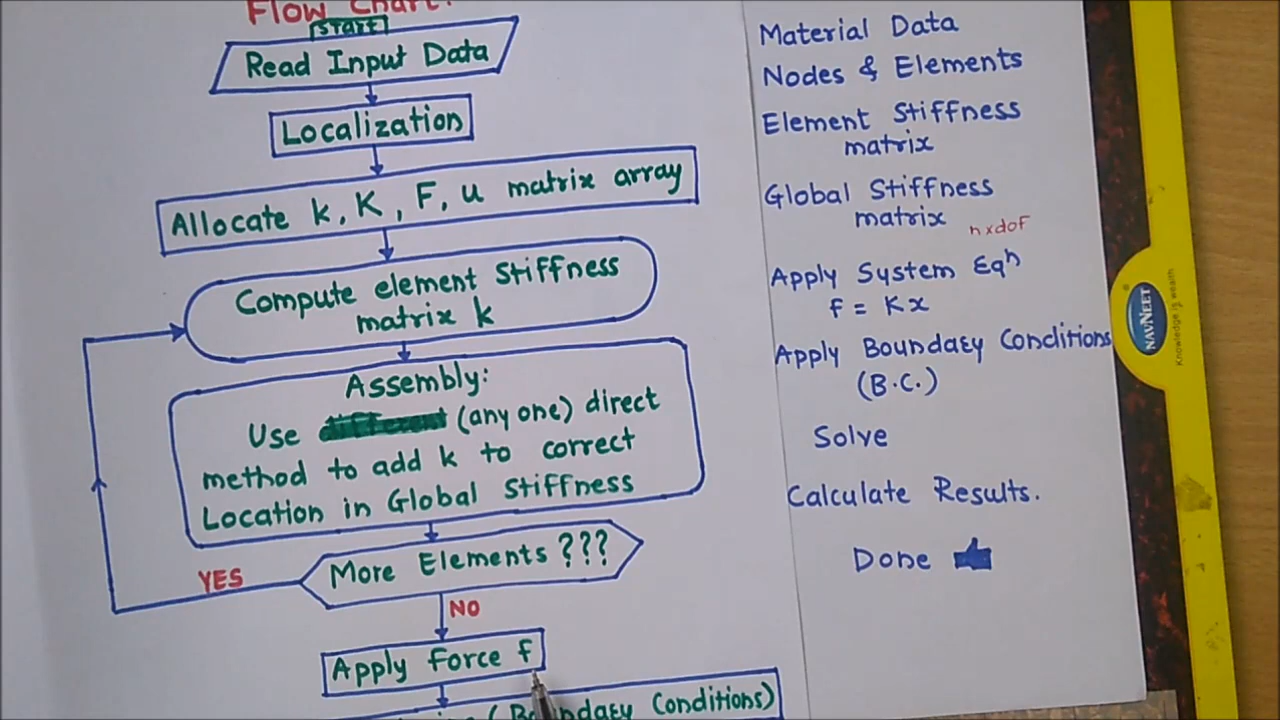 Flow Chart:
Start
Read Input Data
Localization
Allocate k, K, F, u matrix array
Compute element Stiffness
matrix k
Assembly:
Use (any one) direct
method to add k to correct
Location in Global Stiffness
More Elements ???
YES
NO
Apply Force f
(Boundary Conditions)
Material Data
Nodes & Elements
Element Stiffness
matrix
Global Stiffness
matrix n×dof
Apply System Eqⁿ
f = Kx
Apply Boundary Conditions
(B.C.)
Solve
Calculate Results.
Done
NAVNEET
Knowledge is wealth